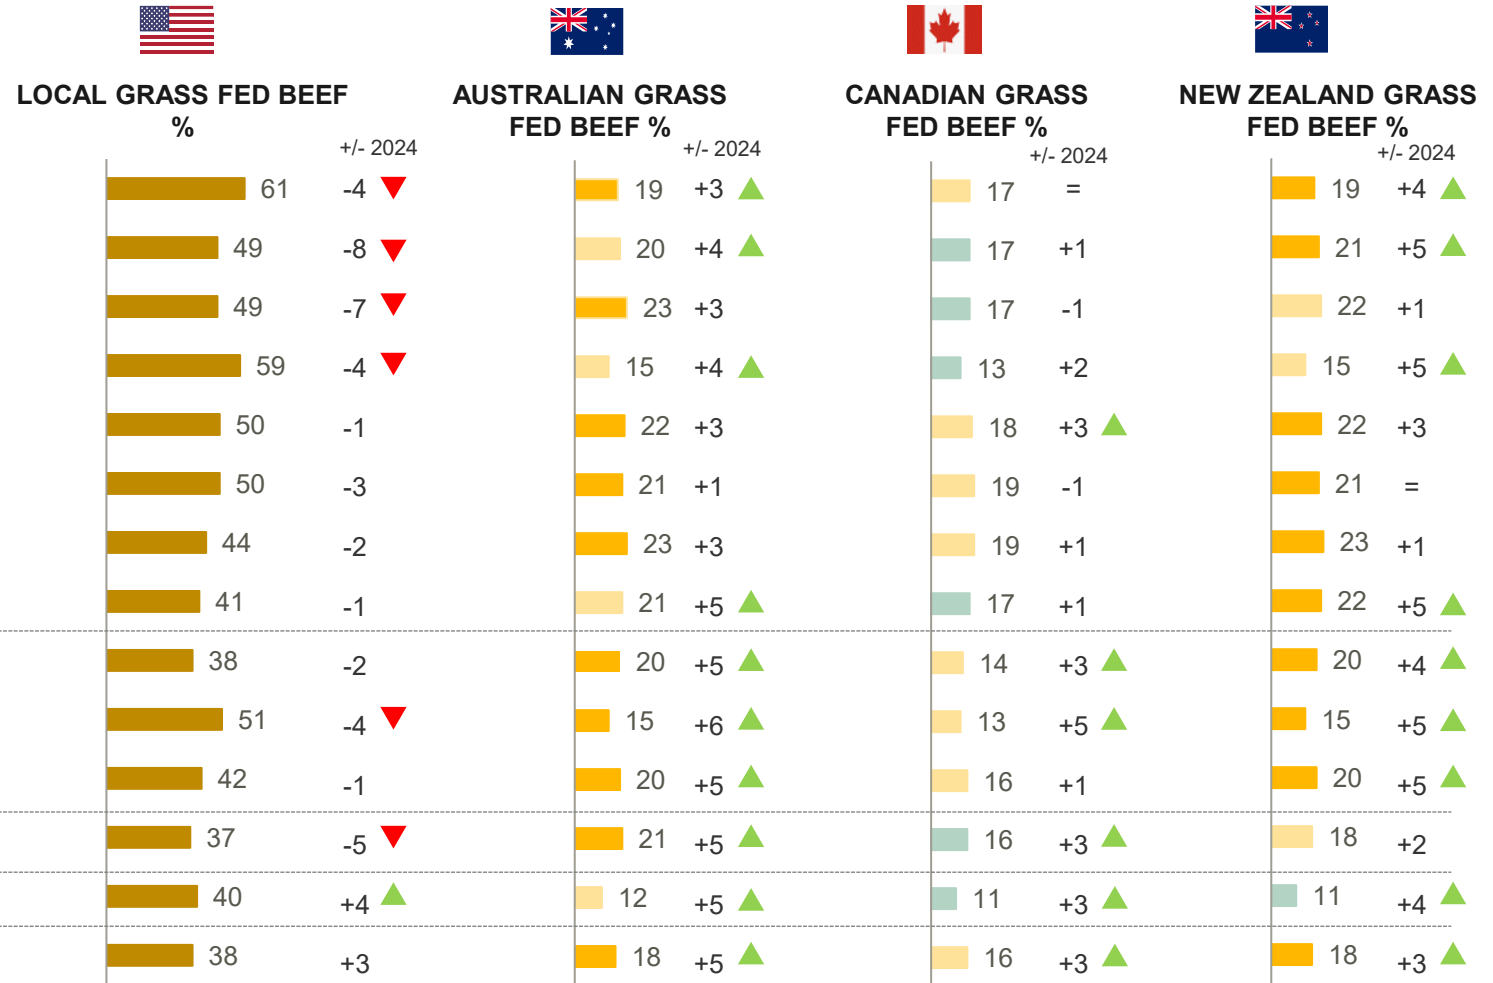 LOCAL GRASS FED BEEF
%
AUSTRALIAN GRASS
FED BEEF %
CANADIAN GRASS
FED BEEF %
NEW ZEALAND GRASS
FED BEEF %
+/- 2024 +/- 2024 +/- 2024 +/- 2024
61 -4 19 +3 17 = 19 +4
49 -8 20 +4 17 +1 21 +5
49 -7 23 +3 17 -1 22 +1
59 -4 15 +4 13 +2 15 +5
50 -1 22 +3 18 +3 22 +3
50 -3 21 +1 19 -1 21 =
44 -2 23 +3 19 +1 23 +1
41 -1 21 +5 17 +1 22 +5
38 -2 20 +5 14 +3 20 +4
51 -4 15 +6 13 +5 15 +5
42 -1 20 +5 16 +1 20 +5
37 -5 21 +5 16 +3 18 +2
40 +4 12 +5 11 +3 11 +4
38 +3 18 +5 16 +3 18 +3